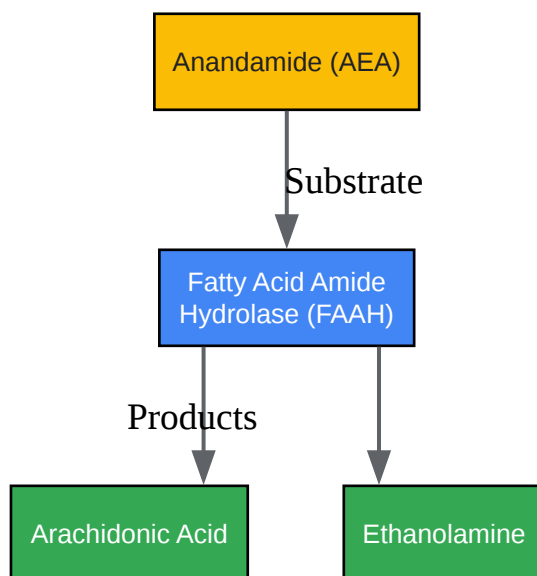 Anandamide (AEA)
Substrate
Fatty Acid Amide
Hydrolase (FAAH)
Products
Arachidonic Acid
Ethanolamine